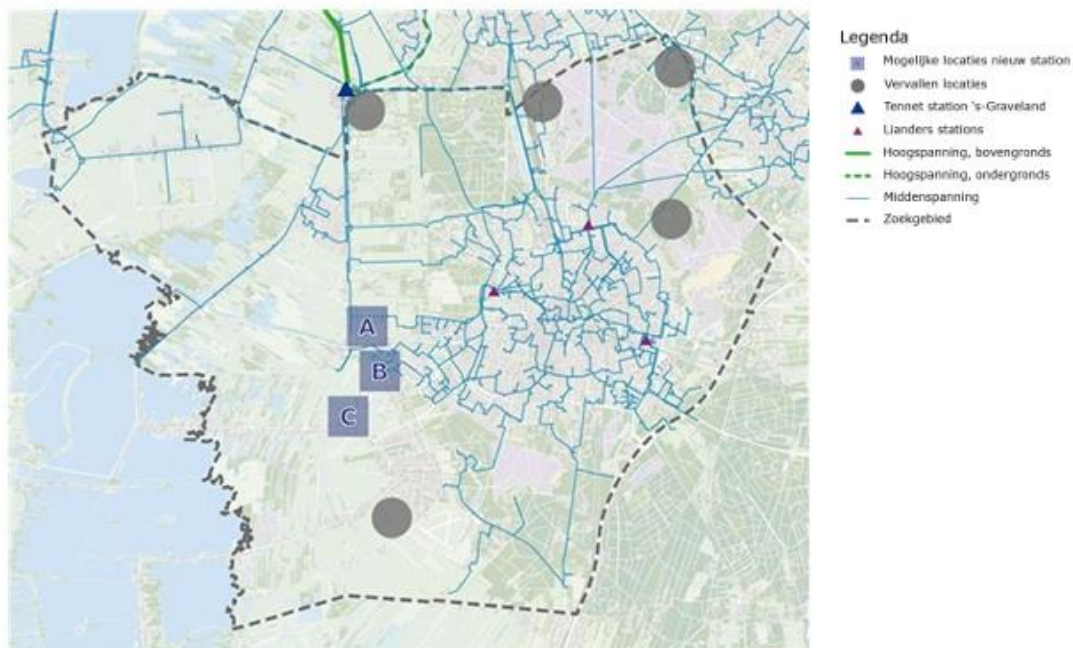 Legenda
Mogelijke locaties nieuw station
Vervallen locaties
Tennet station 's-Graveland
Lianders stations
Hoogspanning, bovengronds
Hoogspanning, ondergronds
Middenspanning
Zoekgebied
A
B
C